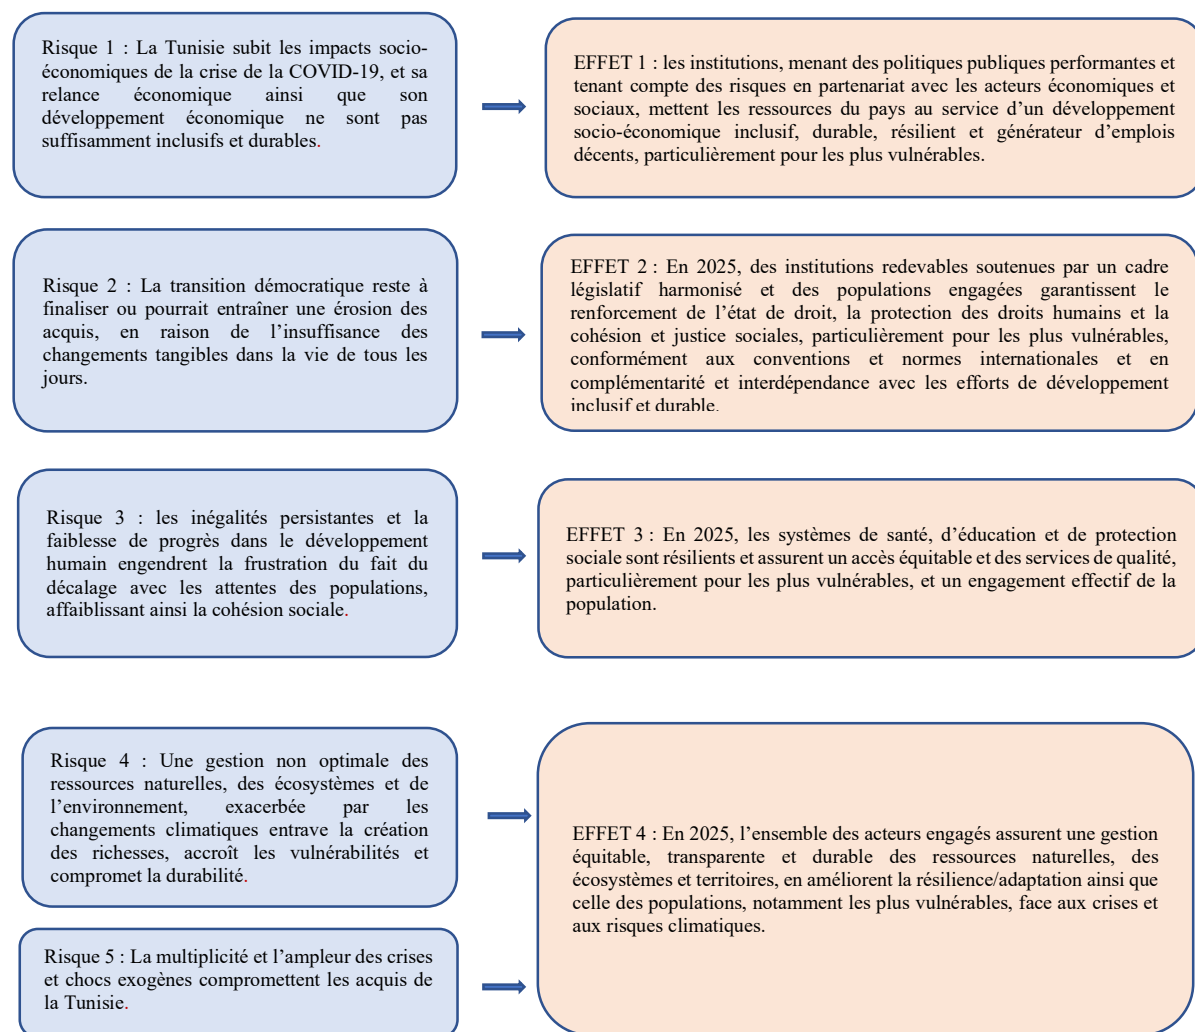 Risque 1 : La Tunisie subit les impacts socio-
économiques de la crise de la COVID-19, et sa
relance économique ainsi que son
développement économique ne sont pas
suffisamment inclusifs et durables.
EFFET 1 : les institutions, menant des politiques publiques performantes et
tenant compte des risques en partenariat avec les acteurs économiques et
sociaux, mettent les ressources du pays au service d’un développement
socio-économique inclusif, durable, résilient et générateur d’emplois
décents, particulièrement pour les plus vulnérables.
Risque 2 : La transition démocratique reste à
finaliser ou pourrait entraîner une érosion des
acquis, en raison de l’insuffisance des
changements tangibles dans la vie de tous les
jours.
EFFET 2 : En 2025, des institutions redevables soutenues par un cadre
législatif harmonisé et des populations engagées garantissent le
renforcement de l’état de droit, la protection des droits humains et la
cohésion et justice sociales, particulièrement pour les plus vulnérables,
conformément aux conventions et normes internationales et en
complémentarité et interdépendance avec les efforts de développement
inclusif et durable.
Risque 3 : les inégalités persistantes et la
faiblesse de progrès dans le développement
humain engendrent la frustration du fait du
décalage avec les attentes des populations,
affaiblissant ainsi la cohésion sociale.
EFFET 3 : En 2025, les systèmes de santé, d’éducation et de protection
sociale sont résilients et assurent un accès équitable et des services de qualité,
particulièrement pour les plus vulnérables, et un engagement effectif de la
population.
Risque 4 : Une gestion non optimale des
ressources naturelles, des écosystèmes et de
l’environnement, exacerbée par les
changements climatiques entrave la création
des richesses, accroît les vulnérabilités et
compromet la durabilité.
EFFET 4 : En 2025, l’ensemble des acteurs engagés assurent une gestion
équitable, transparente et durable des ressources naturelles, des
écosystèmes et territoires, en améliorent la résilience/adaptation ainsi que
celle des populations, notamment les plus vulnérables, face aux crises et
aux risques climatiques.
Risque 5 : La multiplicité et l’ampleur des crises
et chocs exogènes compromettent les acquis de
la Tunisie.